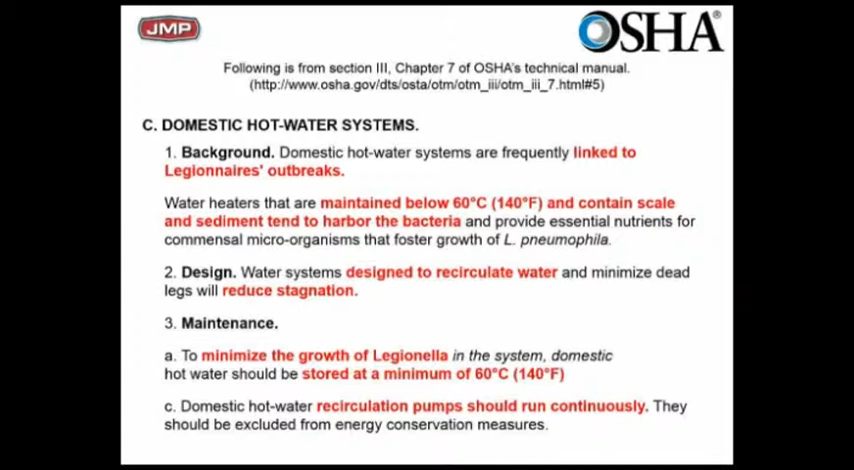 JMP
OSHA®
Following is from section III, Chapter 7 of OSHA's technical manual.
(http://www.osha.gov/dts/osta/otm/otm_iii/otm_iii_7.html#5)
C. DOMESTIC HOT-WATER SYSTEMS.
1. Background. Domestic hot-water systems are frequently linked to
Legionnaires' outbreaks.
Water heaters that are maintained below 60°C (140°F) and contain scale
and sediment tend to harbor the bacteria and provide essential nutrients for
commensal micro-organisms that foster growth of L. pneumophila.
2. Design. Water systems designed to recirculate water and minimize dead
legs will reduce stagnation.
3. Maintenance.
a. To minimize the growth of Legionella in the system, domestic
hot water should be stored at a minimum of 60°C (140°F)
c. Domestic hot-water recirculation pumps should run continuously. They
should be excluded from energy conservation measures.